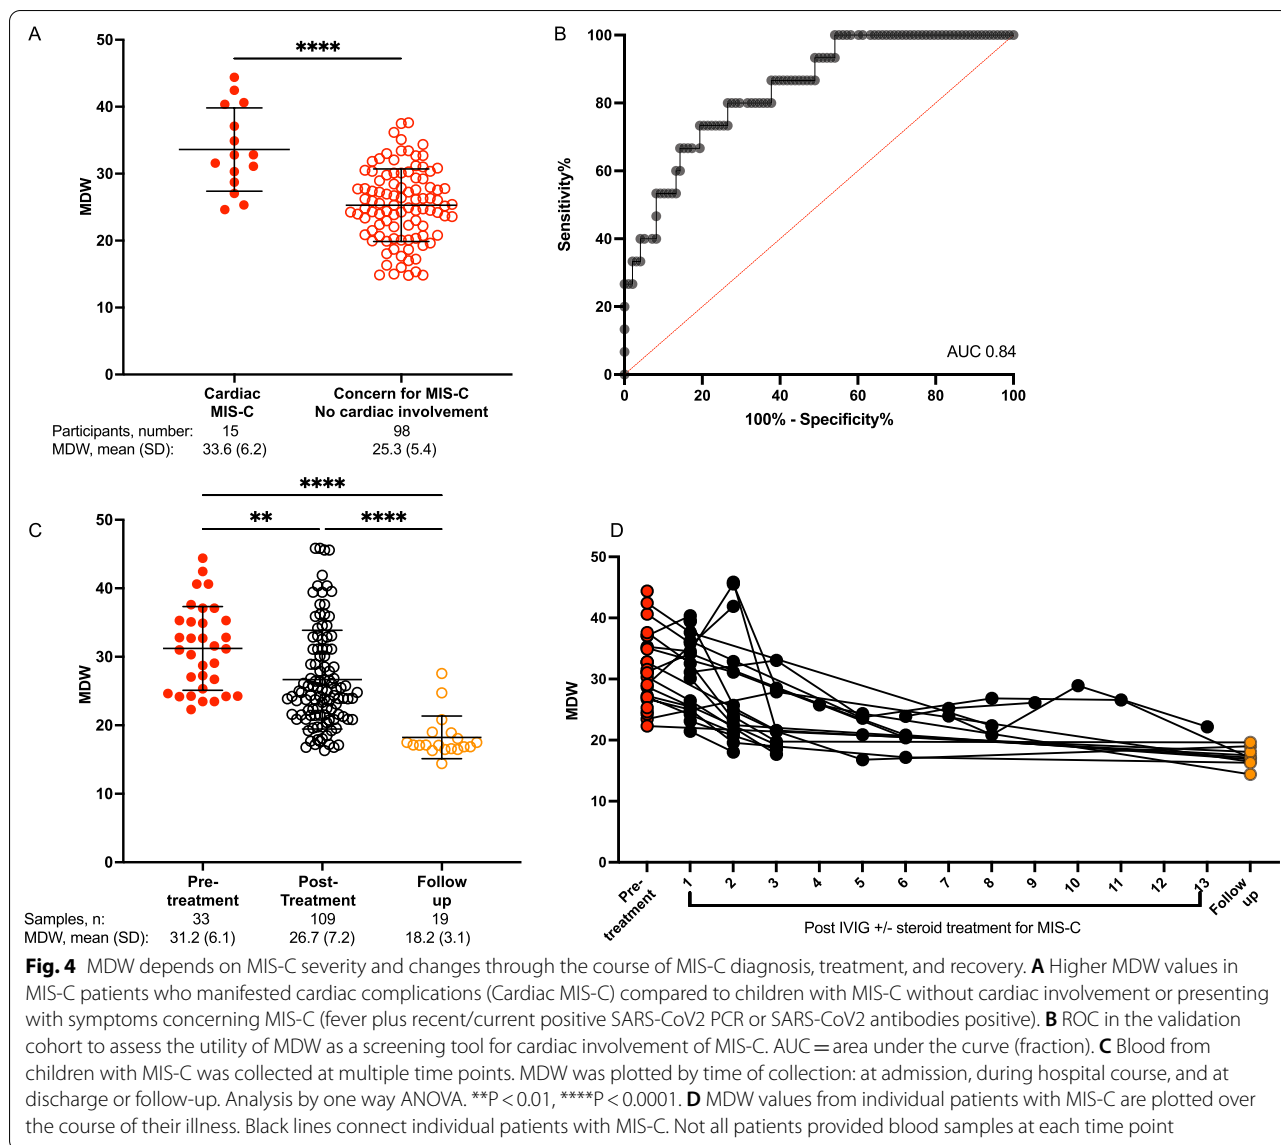 A
B
****
50
40
30
20
10
0
MDW
Cardiac MIS-C
Concern for MIS-C No cardiac involvement
Participants, number: 15 98
MDW, mean (SD): 33.6 (6.2) 25.3 (5.4)
100
80
60
40
20
0
Sensitivity%
AUC 0.84
0 20 40 60 80 100
100% - Specificity%
C
****
** ****
50
40
30
20
10
0
MDW
Pre- Post- Follow
treatment Treatment up
Samples, n: 33 109 19
MDW, mean (SD): 31.2 (6.1) 26.7 (7.2) 18.2 (3.1)
D
50
40
30
20
10
0
MDW
Pre-treatment 1 2 3 4 5 6 7 8 9 10 11 12 13 Follow up
Post IVIG +/- steroid treatment for MIS-C
Fig. 4 MDW depends on MIS-C severity and changes through the course of MIS-C diagnosis, treatment, and recovery. A Higher MDW values in
MIS-C patients who manifested cardiac complications (Cardiac MIS-C) compared to children with MIS-C without cardiac involvement or presenting
with symptoms concerning MIS-C (fever plus recent/current positive SARS-CoV2 PCR or SARS-CoV2 antibodies positive). B ROC in the validation
cohort to assess the utility of MDW as a screening tool for cardiac involvement of MIS-C. AUC = area under the curve (fraction). C Blood from
children with MIS-C was collected at multiple time points. MDW was plotted by time of collection: at admission, during hospital course, and at
discharge or follow-up. Analysis by one way ANOVA. **P < 0.01, ****P < 0.0001. D MDW values from individual patients with MIS-C are plotted over
the course of their illness. Black lines connect individual patients with MIS-C. Not all patients provided blood samples at each time point